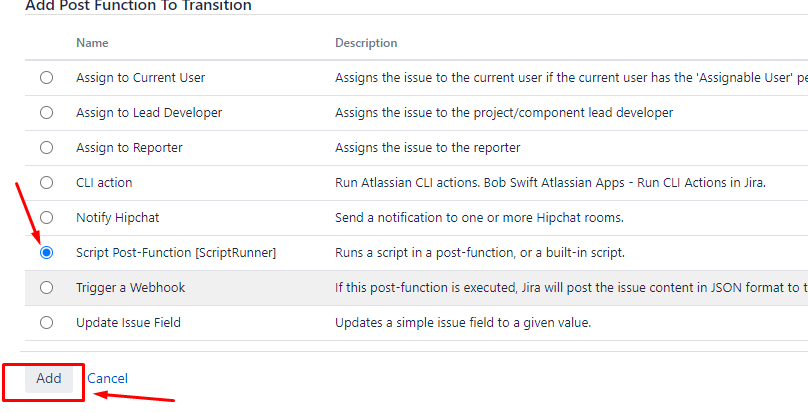 Add Post Function To Transition
Name Description
Assign to Current User Assigns the issue to the current user if the current user has the 'Assignable User' pe
Assign to Lead Developer Assigns the issue to the project/component lead developer
Assign to Reporter Assigns the issue to the reporter
CLI action Run Atlassian CLI actions. Bob Swift Atlassian Apps - Run CLI Actions in Jira.
Notify Hipchat Send a notification to one or more Hipchat rooms.
Script Post-Function [ScriptRunner] Runs a script in a post-function, or a built-in script.
Trigger a Webhook If this post-function is executed, Jira will post the issue content in JSON format to t
Update Issue Field Updates a simple issue field to a given value.
Add Cancel